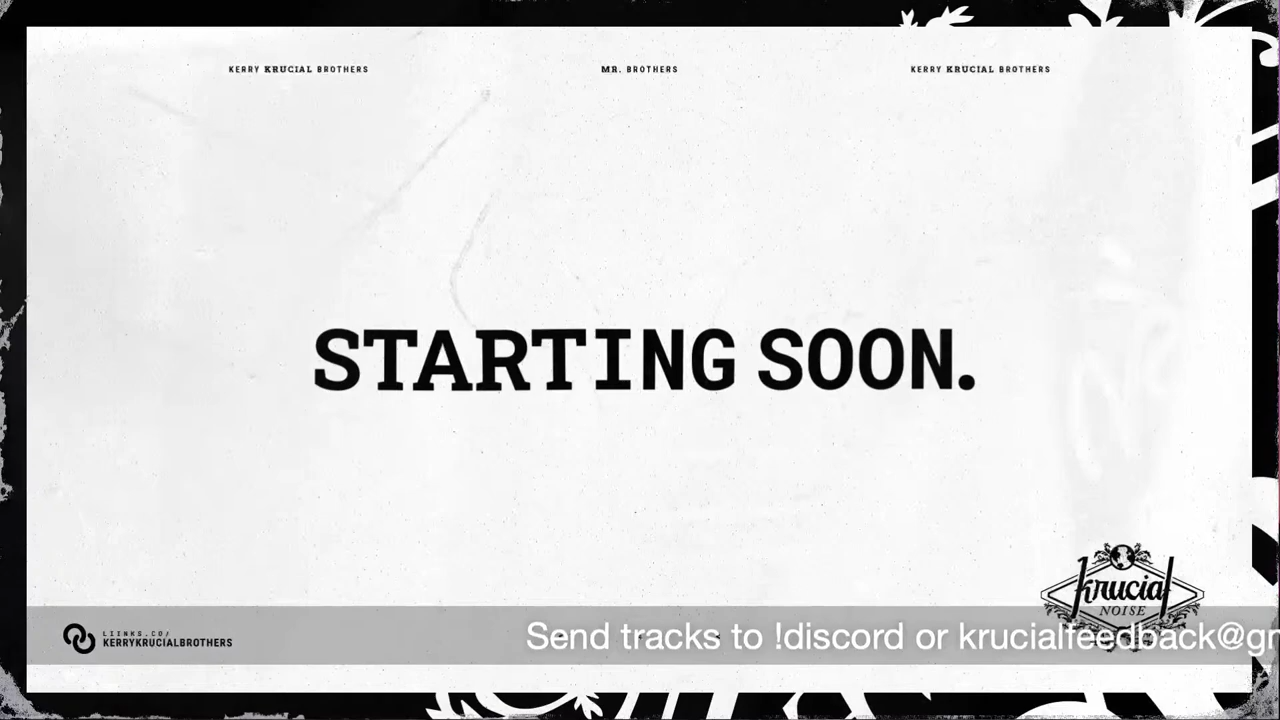 KERRY KRUCIAL BROTHERS
MR. BROTHERS
KERRY KRUCIAL BROTHERS
STARTING SOON.
krucial
NOISE
LIINKS.CO/
KERRYKRUCIALBROTHERS
Send tracks to !discord or krucialfeedback@g